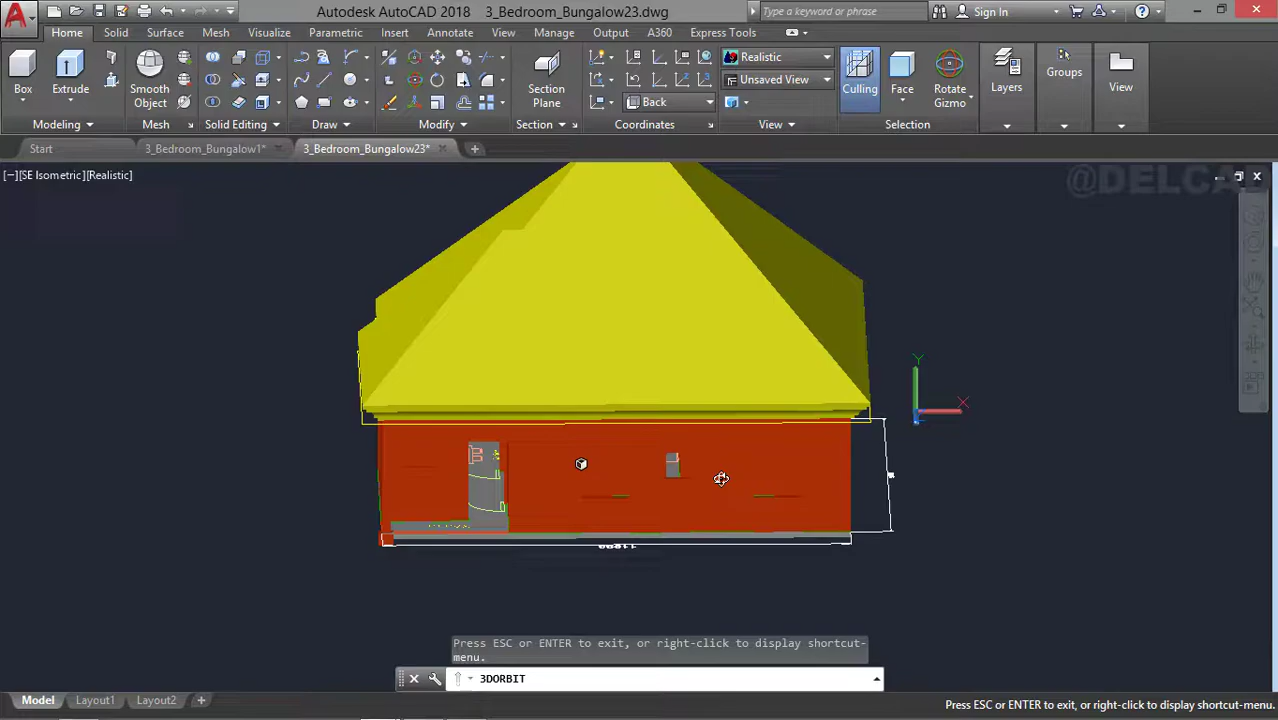 Autodesk AutoCAD 2018 3_Bedroom_Bungalow23.dwg
Type a keyword or phrase
Sign In
Home Solid Surface Mesh Visualize Parametric Insert Annotate View Manage Output A360 Express Tools
Realistic
Unsaved View
Back
Box
Extrude
Smooth
Object
Section
Plane
Culling
Face
Rotate
Gizmo
Layers
Groups
View
Modeling
Mesh
Solid Editing
Draw
Modify
Section
Coordinates
View
Selection
Start
3_Bedroom_Bungalow1*
3_Bedroom_Bungalow23*
[−][SE Isometric][Realistic]
Y
X
Press ESC or ENTER to exit, or right-click to display shortcut-
menu.
3DORBIT
Model Layout1 Layout2
Press ESC or ENTER to exit, or right-click to display shortcut-menu.